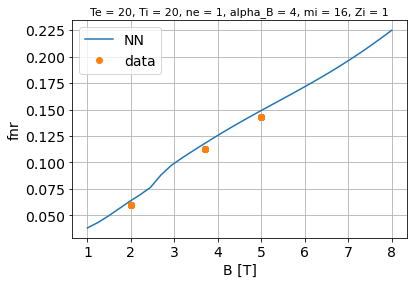 Te = 20, Ti = 20, ne = 1, alpha_B = 4, mi = 16, Zi = 1
NN
data
fnr
0.225
0.200
0.175
0.150
0.125
0.100
0.075
0.050
1 2 3 4 5 6 7 8
B [T]